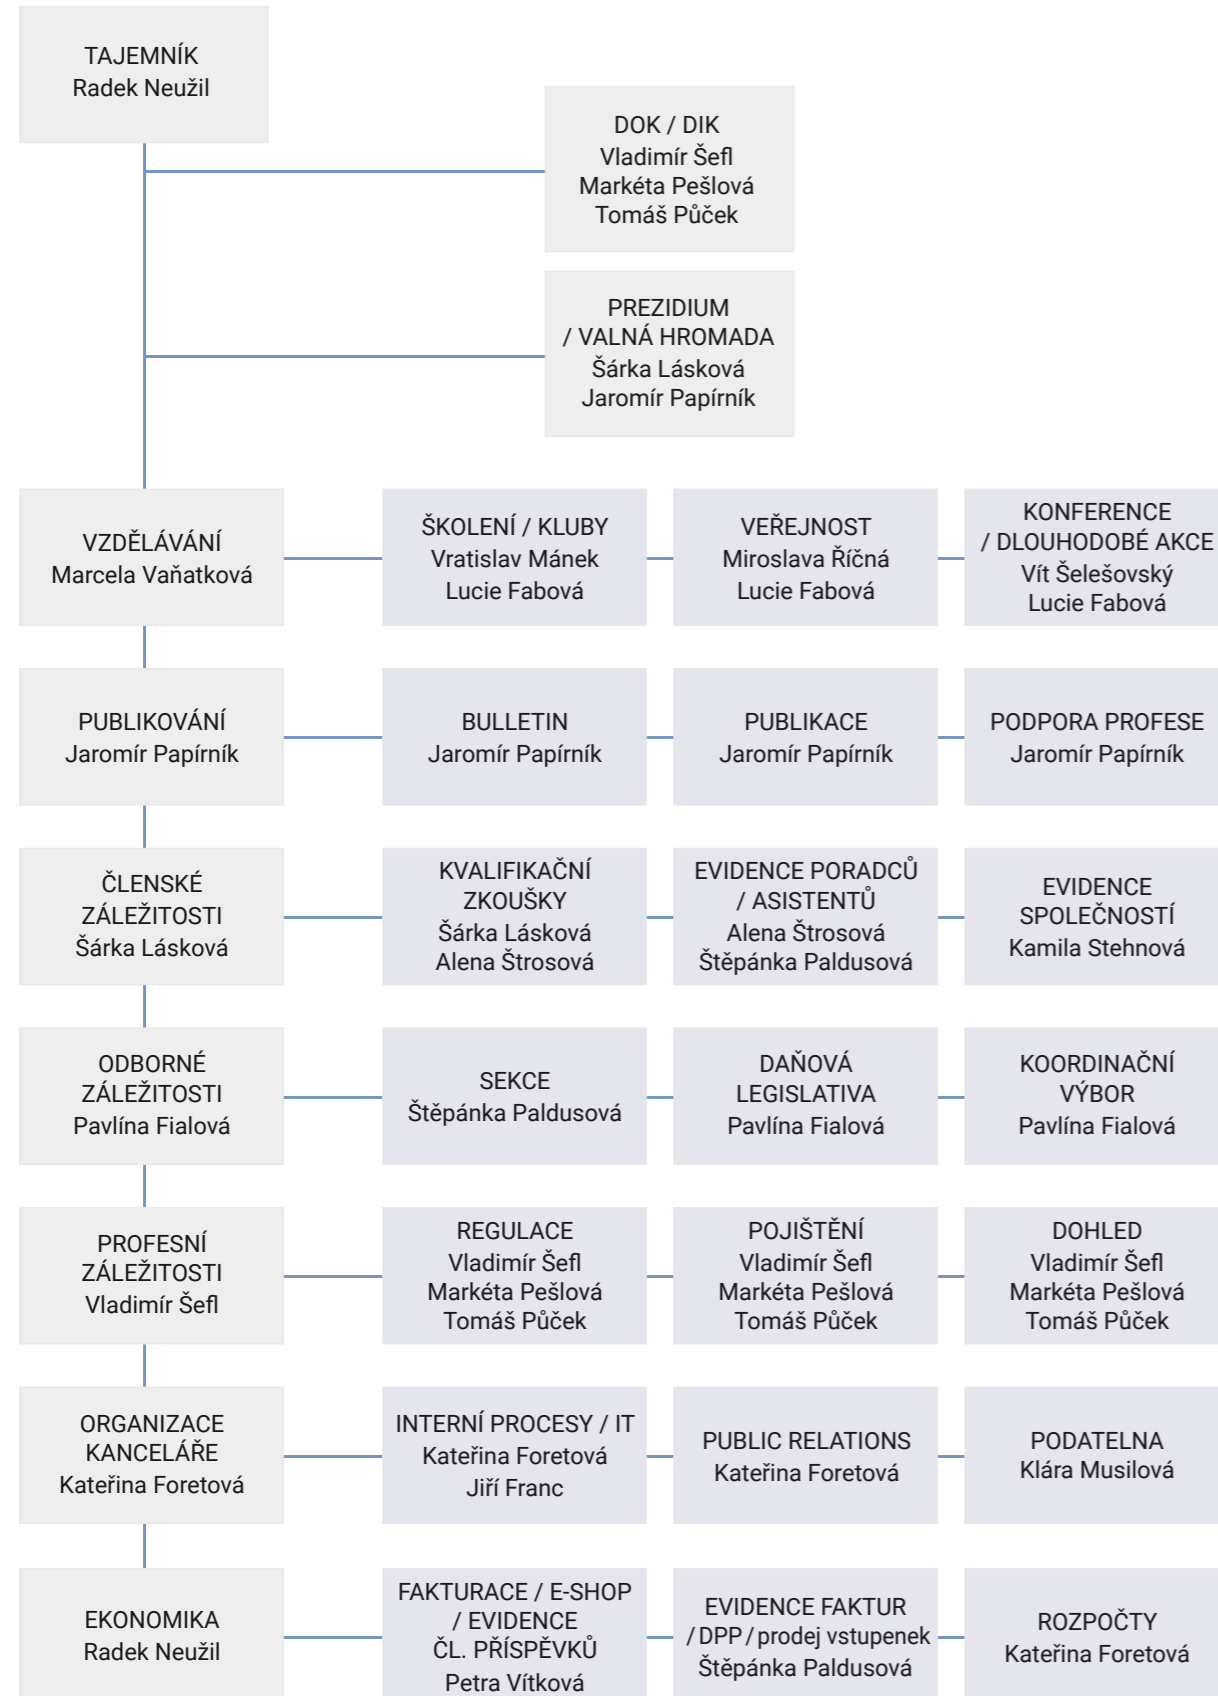 TAJEMNÍK
Radek Neužil
DOK / DIK
Vladimír Šefl
Markéta Pešlová
Tomáš Půček
PREZIDIUM
/ VALNÁ HROMADA
Šárka Lásková
Jaromír Papírník
VZDĚLÁVÁNÍ
Marcela Vaňatková
ŠKOLENÍ / KLUBY
Vratislav Mánek
Lucie Fabová
VEŘEJNOST
Miroslava Říčná
Lucie Fabová
KONFERENCE
/ DLOUHODOBÉ AKCE
Vít Šelešovský
Lucie Fabová
PUBLIKOVÁNÍ
Jaromír Papírník
BULLETIN
Jaromír Papírník
PUBLIKACE
Jaromír Papírník
PODPORA PROFESE
Jaromír Papírník
ČLENSKÉ
ZÁLEŽITOSTI
Šárka Lásková
KVALIFIKAČNÍ
ZKOUŠKY
Šárka Lásková
Alena Štrosová
EVIDENCE PORADCŮ
/ ASISTENTŮ
Alena Štrosová
Štěpánka Paldusová
EVIDENCE
SPOLEČNOSTÍ
Kamila Stehnová
ODBORNÉ
ZÁLEŽITOSTI
Pavlína Fialová
SEKCE
Štěpánka Paldusová
DAŇOVÁ
LEGISLATIVA
Pavlína Fialová
KOORDINAČNÍ
VÝBOR
Pavlína Fialová
PROFESNÍ
ZÁLEŽITOSTI
Vladimír Šefl
REGULACE
Vladimír Šefl
Markéta Pešlová
Tomáš Půček
POJIŠTĚNÍ
Vladimír Šefl
Markéta Pešlová
Tomáš Půček
DOHLED
Vladimír Šefl
Markéta Pešlová
Tomáš Půček
ORGANIZACE
KANCELÁŘE
Kateřina Foretová
INTERNÍ PROCESY / IT
Kateřina Foretová
Jiří Franc
PUBLIC RELATIONS
Kateřina Foretová
PODATELNA
Klára Musilová
EKONOMIKA
Radek Neužil
FAKTURACE / E-SHOP
/ EVIDENCE
ČL. PŘÍSPĚVKŮ
Petra Vítková
EVIDENCE FAKTUR
/ DPP / prodej vstupenek
Štěpánka Paldusová
ROZPOČTY
Kateřina Foretová